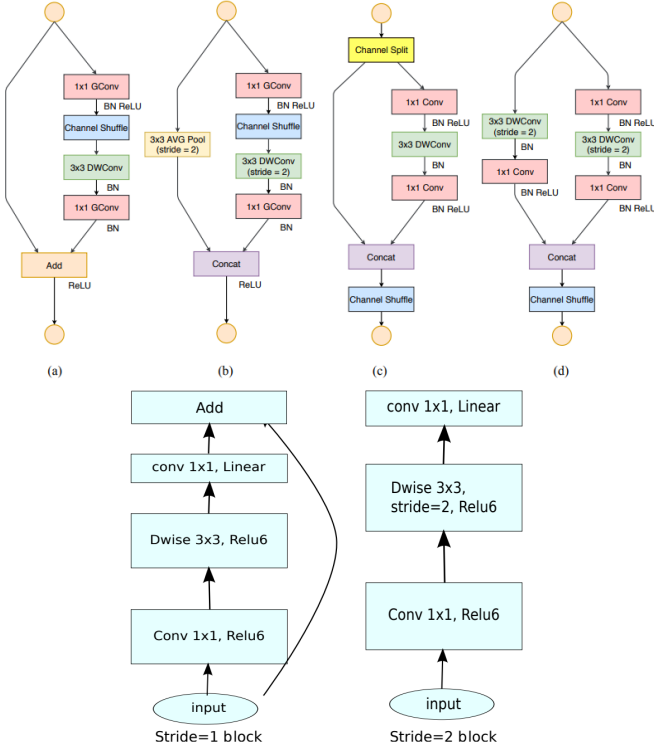 1x1 GConv
BN ReLU
Channel Shuffle
3x3 DWConv
BN
1x1 GConv
BN
Add
ReLU
(a)
3x3 AVG Pool
(stride = 2)
1x1 GConv
BN ReLU
Channel Shuffle
3x3 DWConv
(stride = 2)
BN
1x1 GConv
BN
Concat
ReLU
(b)
Channel Split
1x1 Conv
BN ReLU
3x3 DWConv
BN
1x1 Conv
BN ReLU
Concat
Channel Shuffle
(c)
3x3 DWConv
(stride = 2)
BN
1x1 Conv
BN ReLU
1x1 Conv
BN ReLU
3x3 DWConv
(stride = 2)
BN
1x1 Conv
BN ReLU
Concat
Channel Shuffle
(d)
Add
conv 1x1, Linear
Dwise 3x3, Relu6
Conv 1x1, Relu6
input
Stride=1 block
conv 1x1, Linear
Dwise 3x3,
stride=2, Relu6
Conv 1x1, Relu6
input
Stride=2 block